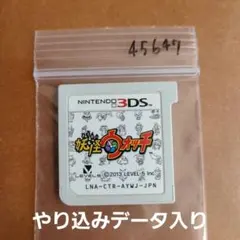 45647
NINTENDO 3DS
妖怪ウォッチ
© 2013 LEVEL-5 Inc.
LNA-CTR-AYWJ-JPN
やり込みデータ入り